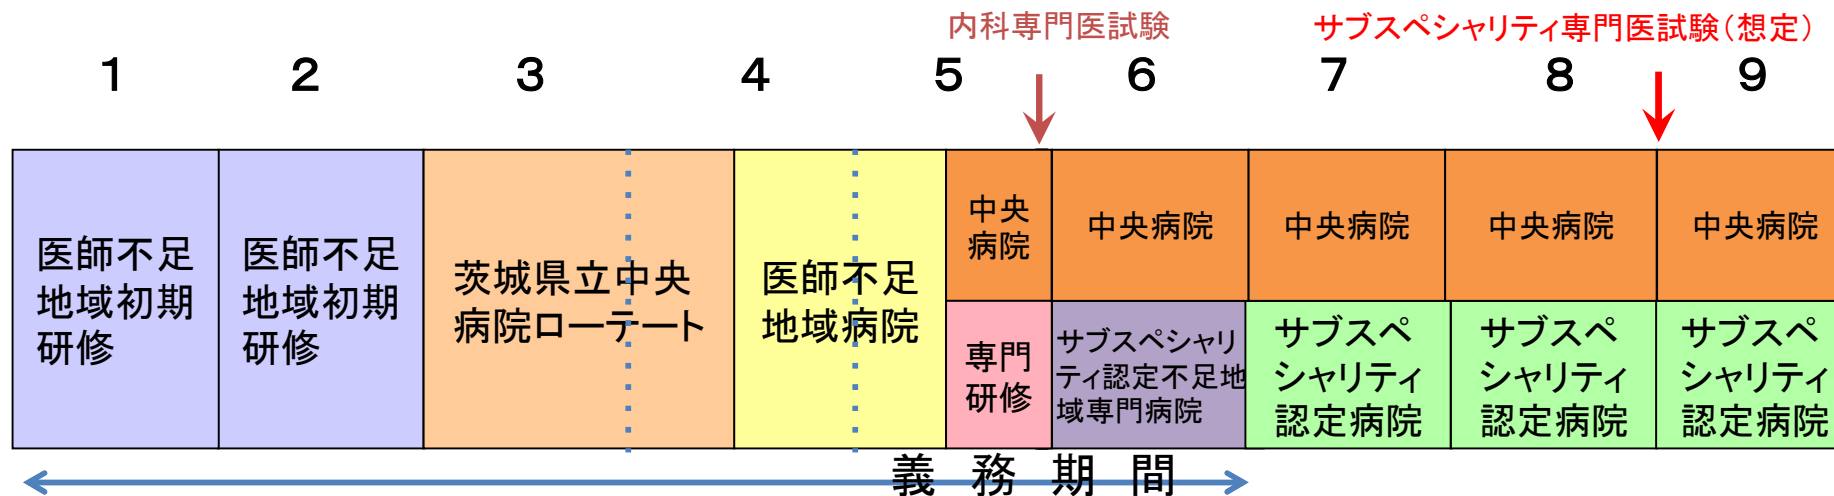 内科専門医試験
サブスペシャリティ専門医試験(想定)
1 2 3 4 5 6 7 8 9
医師不足
地域初期
研修
医師不足
地域初期
研修
茨城県立中央
病院ローテート
医師不足
地域病院
中央
病院
中央病院
中央病院
中央病院
中央病院
専門
研修
サブスペシャリ
ティ認定不足地
域専門病院
サブスペ
シャリティ
認定病院
サブスペ
シャリティ
認定病院
サブスペ
シャリティ
認定病院
義務期間